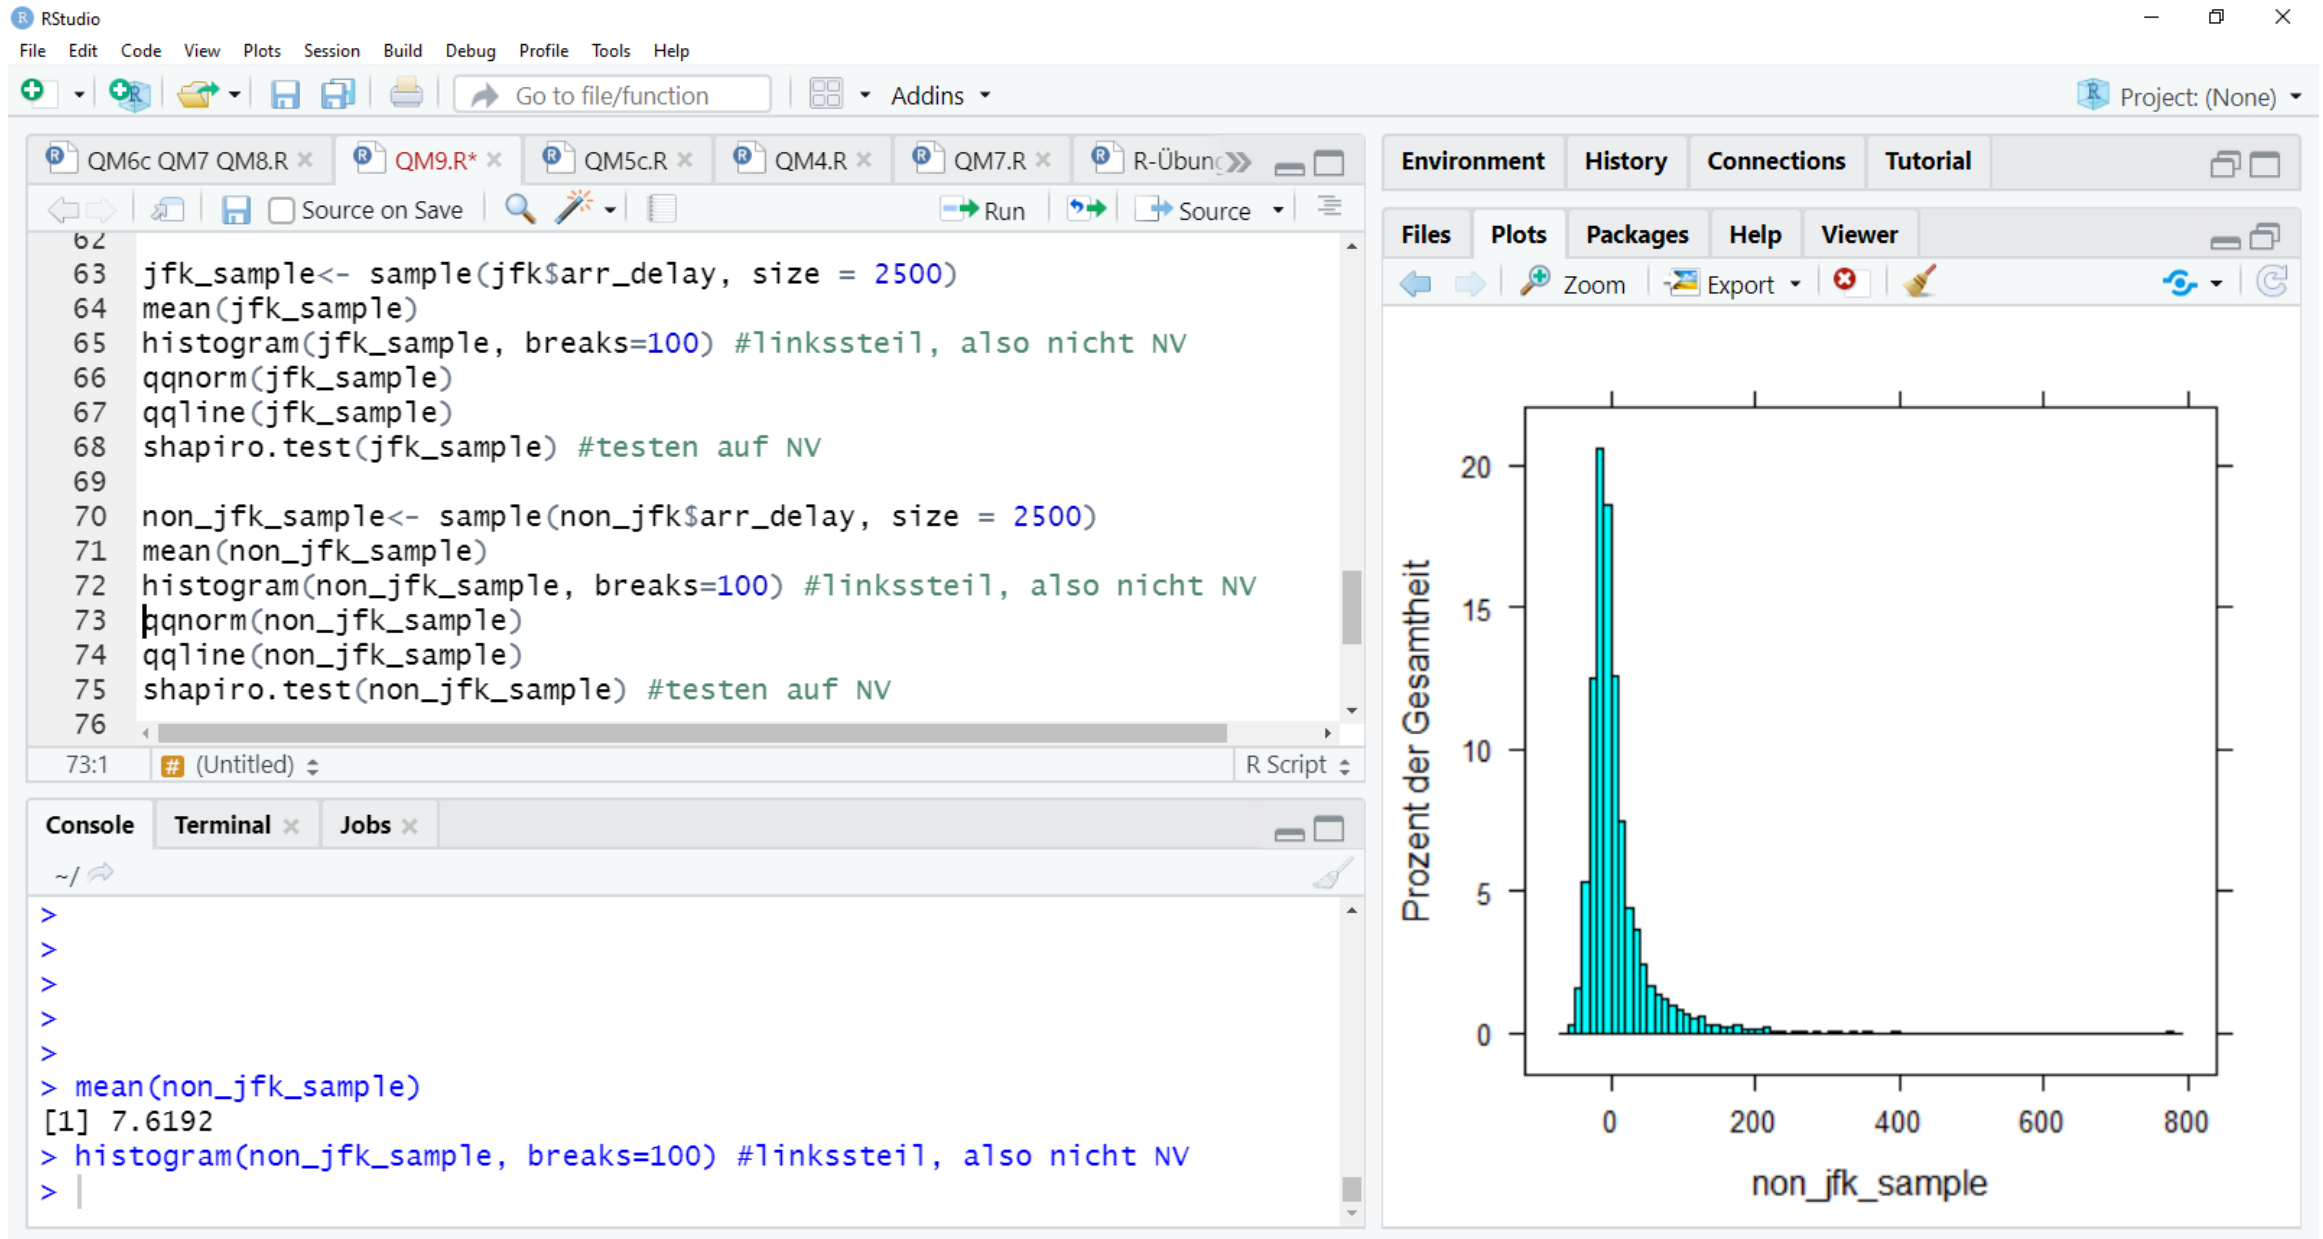 RStudio
File Edit Code View Plots Session Build Debug Profile Tools Help
Go to file/function Addins Project: (None)
QM6c QM7 QM8.R QM9.R* QM5c.R QM4.R QM7.R R-Übung
Source on Save Run Source
62
63 jfk_sample<- sample(jfk$arr_delay, size = 2500)
64 mean(jfk_sample)
65 histogram(jfk_sample, breaks=100) #linkssteil, also nicht NV
66 qqnorm(jfk_sample)
67 qqline(jfk_sample)
68 shapiro.test(jfk_sample) #testen auf NV
69
70 non_jfk_sample<- sample(non_jfk$arr_delay, size = 2500)
71 mean(non_jfk_sample)
72 histogram(non_jfk_sample, breaks=100) #linkssteil, also nicht NV
73 qqnorm(non_jfk_sample)
74 qqline(non_jfk_sample)
75 shapiro.test(non_jfk_sample) #testen auf NV
76
73:1 # (Untitled) R Script
Console Terminal Jobs
~/
>
>
>
>
>
> mean(non_jfk_sample)
[1] 7.6192
> histogram(non_jfk_sample, breaks=100) #linkssteil, also nicht NV
>
Environment History Connections Tutorial
Files Plots Packages Help Viewer
Zoom Export
Prozent der Gesamtheit
20
15
10
5
0
0 200 400 600 800
non_jfk_sample